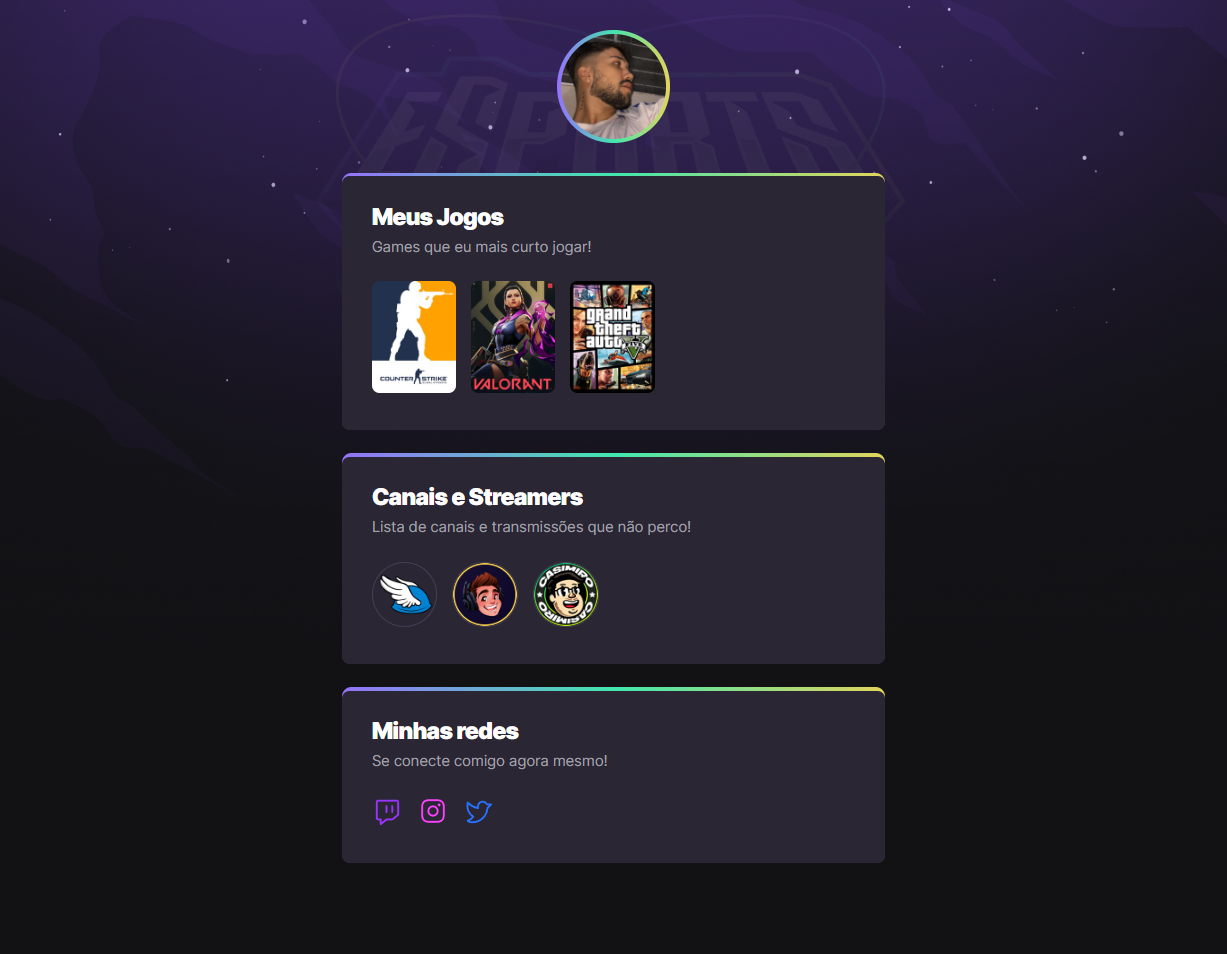 ESPORTS
Meus Jogos
Games que eu mais curto jogar!
COUNTER STRIKE
VALORANT
grand
theft
auto
V
Canais e Streamers
Lista de canais e transmissões que não perco!
CASIMIRO
CASIMIRO
Minhas redes
Se conecte comigo agora mesmo!